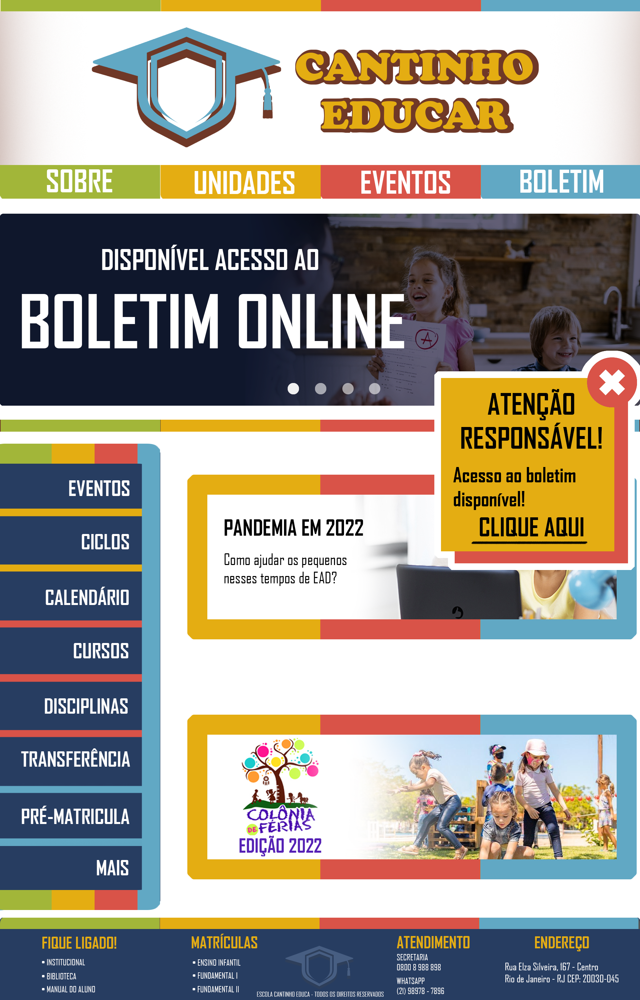 CANTINHO
EDUCAR
SOBRE
UNIDADES
EVENTOS
BOLETIM
DISPONÍVEL ACESSO AO
BOLETIM ONLINE
A
ATENÇÃO
RESPONSÁVEL!
Acesso ao boletim
disponível!
CLIQUE AQUI
EVENTOS
CICLOS
CALENDÁRIO
CURSOS
DISCIPLINAS
TRANSFERÊNCIA
PRÉ-MATRICULA
MAIS
PANDEMIA EM 2022
Como ajudar os pequenos
nesses tempos de EAD?
COLÔNIA
DE FÉRIAS
EDIÇÃO 2022
FIQUE LIGADO!
• INSTITUCIONAL
• BIBLIOTECA
• MANUAL DO ALUNO
MATRÍCULAS
• ENSINO INFANTIL
• FUNDAMENTAL I
• FUNDAMENTAL II
ESCOLA CANTINHO EDUCA - TODOS OS DIREITOS RESERVADOS
ATENDIMENTO
SECRETARIA
0800 8 988 898
WHATSAPP
(21) 98978 - 7896
ENDEREÇO
Rua Elza Silveira, 167 - Centro
Rio de Janeiro - RJ CEP: 20030-045